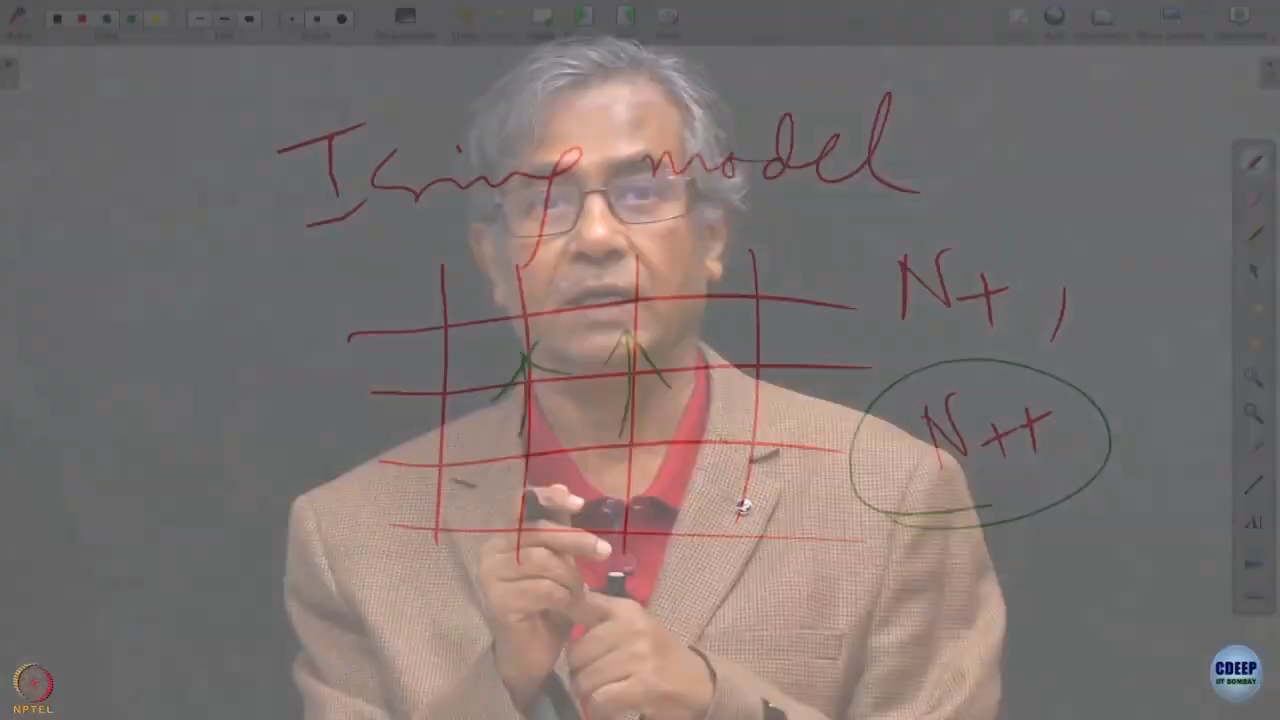 Ising model
N+,
N++
NPTEL
CDEEP
IIT BOMBAY